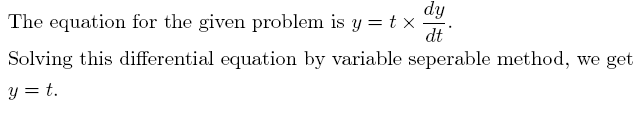 The equation for the given problem is y = t × dy/dt.
Solving this differential equation by variable seperable method, we get
y = t.